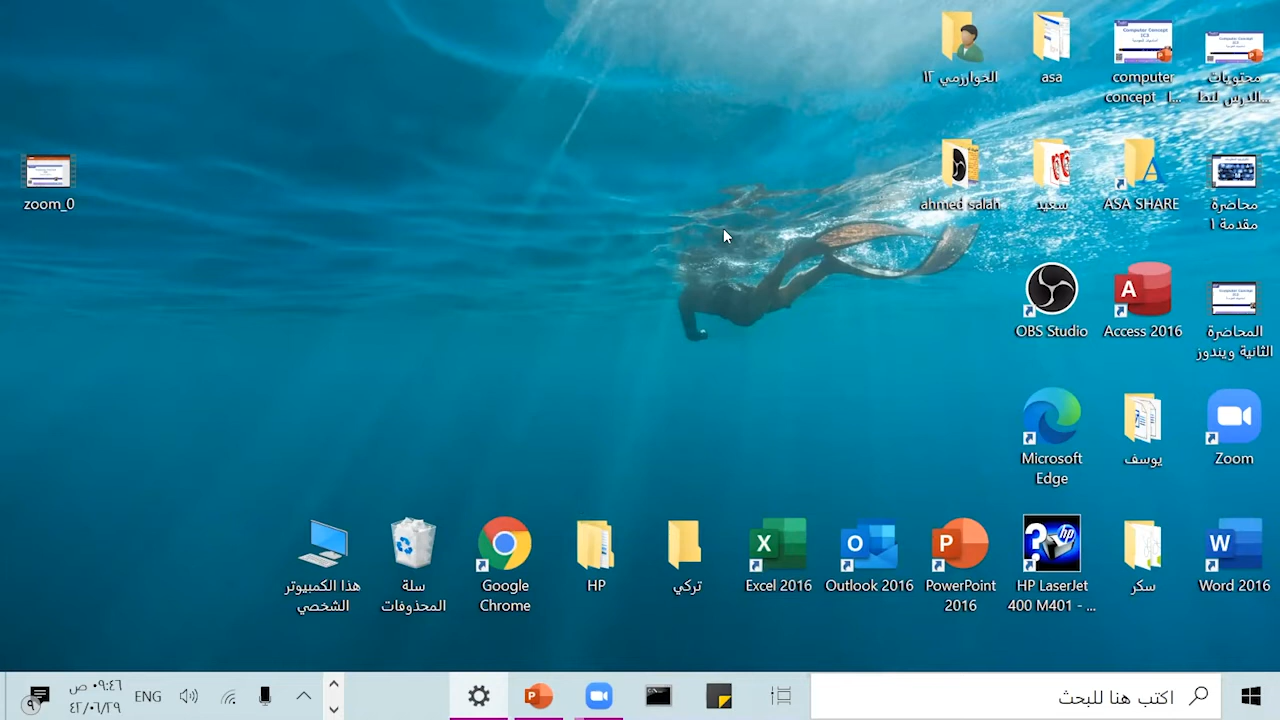 الخوارزمي ١٢
asa
computer
concept_ا...
محتويات
الدرس لنظ...
zoom_0
ahmed salah
سعيد
ASA SHARE
محاضرة
مقدمة ١
OBS Studio
Access 2016
المحاضرة
الثانية ويندوز
Microsoft
Edge
يوسف
Zoom
هذا الكمبيوتر
الشخصي
سلة
المحذوفات
Google
Chrome
HP
تركي
Excel 2016
Outlook 2016
PowerPoint
2016
HP LaserJet
400 M401 - ...
سكر
Word 2016
٠٩:٤٦ ص
٤٢/٠٦/٢٩
ENG
اكتب هنا للبحث